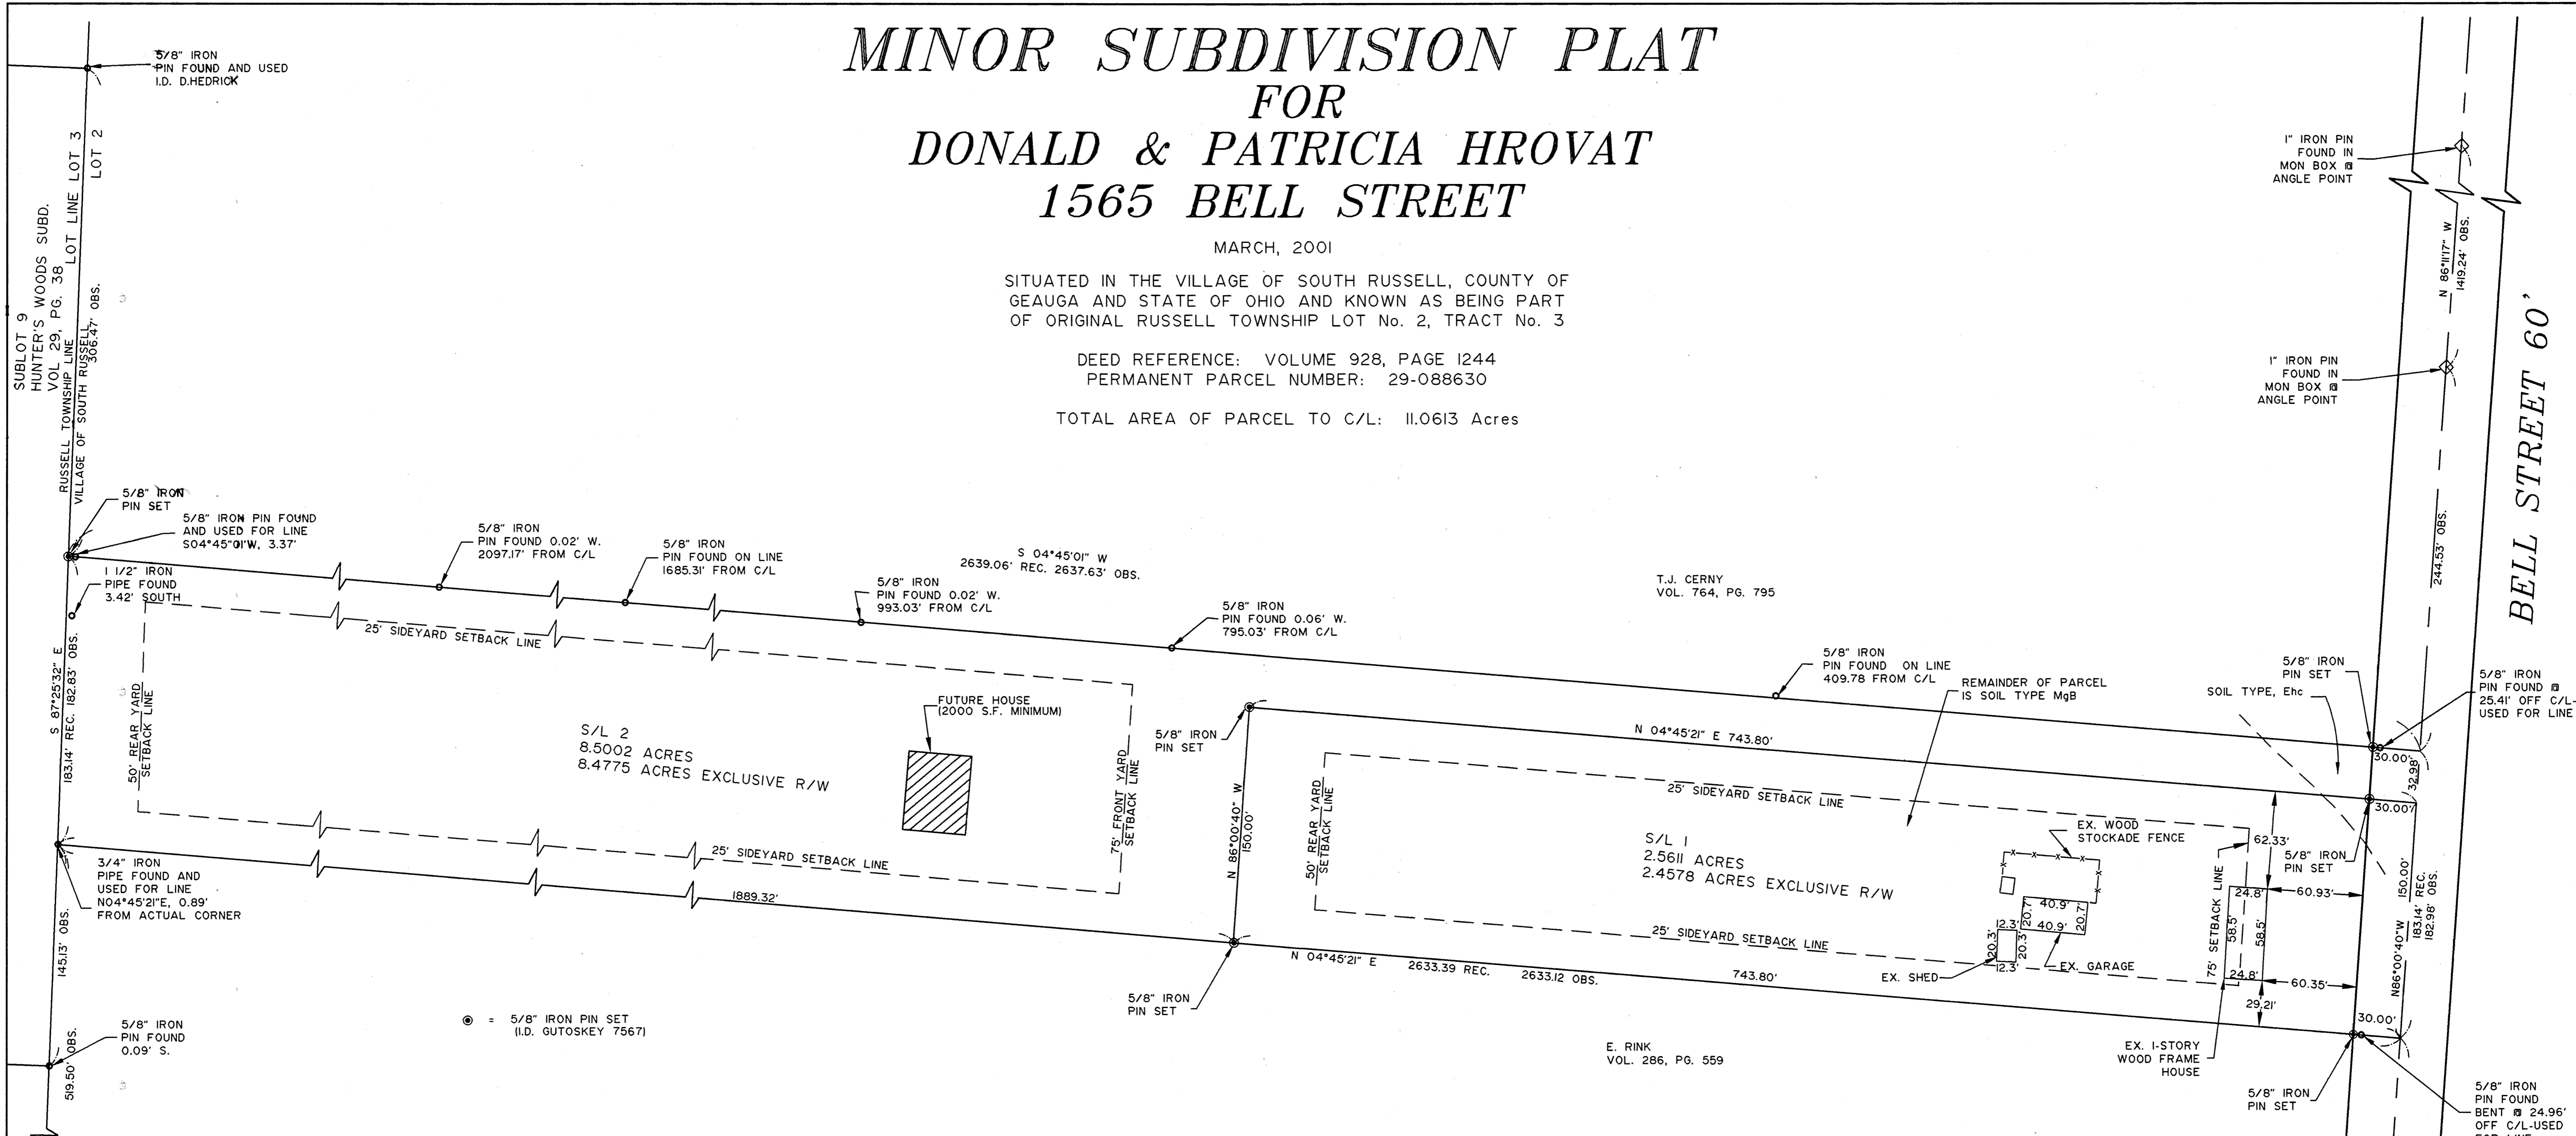 MINOR SUBDIVISION PLAT
FOR
DONALD & PATRICIA HROVAT
1565 BELL STREET
MARCH, 2001
SITUATED IN THE VILLAGE OF SOUTH RUSSELL, COUNTY OF
GEAUGA AND STATE OF OHIO AND KNOWN AS BEING PART
OF ORIGINAL RUSSELL TOWNSHIP LOT No. 2, TRACT No. 3
DEED REFERENCE: VOLUME 928, PAGE 1244
PERMANENT PARCEL NUMBER: 29-088630
TOTAL AREA OF PARCEL TO C/L: 11.0613 Acres
5/8" IRON
PIN FOUND AND USED
I.D. D.HEDRICK
SUBLOT 9
HUNTER'S WOODS SUBD.
VOL 29, PG. 38
LOT LINE LOT 3
LOT 2
RUSSELL TOWNSHIP LINE
VILLAGE OF SOUTH RUSSELL
306.47' OBS.
5/8" IRON
PIN SET
5/8" IRON PIN FOUND
AND USED FOR LINE
S04°45'01"W, 3.37'
1 1/2" IRON
PIPE FOUND
3.42' SOUTH
5/8" IRON
PIN FOUND 0.02' W.
2097.17' FROM C/L
5/8" IRON
PIN FOUND ON LINE
1685.31' FROM C/L
5/8" IRON
PIN FOUND 0.02' W.
993.03' FROM C/L
S 04°45'01" W
2639.06' REC. 2637.63' OBS.
5/8" IRON
PIN FOUND 0.06' W.
795.03' FROM C/L
T.J. CERNY
VOL. 764, PG. 795
5/8" IRON
PIN FOUND ON LINE
409.78 FROM C/L
REMAINDER OF PARCEL
IS SOIL TYPE MgB
SOIL TYPE, Ehc
5/8" IRON
PIN SET
5/8" IRON
PIN FOUND @
25.41' OFF C/L-
USED FOR LINE
1" IRON PIN
FOUND IN
MON BOX @
ANGLE POINT
1" IRON PIN
FOUND IN
MON BOX @
ANGLE POINT
N 86°11'17" W
1419.24' OBS.
244.53' OBS.
BELL STREET 60'
S 87°25'32" E
183.14' REC. 182.83' OBS.
50' REAR YARD
SETBACK LINE
25' SIDEYARD SETBACK LINE
S/L 2
8.5002 ACRES
8.4775 ACRES EXCLUSIVE R/W
FUTURE HOUSE
(2000 S.F. MINIMUM)
75' FRONT YARD
SETBACK LINE
25' SIDEYARD SETBACK LINE
1889.32'
3/4" IRON
PIPE FOUND AND
USED FOR LINE
N04°45'21"E, 0.89'
FROM ACTUAL CORNER
145.13' OBS.
5/8" IRON
PIN FOUND
0.09' S.
519.50' OBS.
= 5/8" IRON PIN SET
(I.D. GUTOSKEY 7567)
5/8" IRON
PIN SET
N 86°00'40" W
150.00'
N 04°45'21" E 743.80'
50' REAR YARD
SETBACK LINE
25' SIDEYARD SETBACK LINE
S/L 1
2.5611 ACRES
2.4578 ACRES EXCLUSIVE R/W
EX. WOOD
STOCKADE FENCE
40.9'
20.7'
20.7'
40.9'
12.3'
20.3'
20.3'
12.3'
EX. SHED
EX. GARAGE
25' SIDEYARD SETBACK LINE
N 04°45'21" E 2633.39 REC. 2633.12 OBS. 743.80'
5/8" IRON
PIN SET
E. RINK
VOL. 286, PG. 559
75' SETBACK LINE
62.33'
24.8'
60.93'
58.5'
58.5'
24.8'
60.35'
29.21'
5/8" IRON
PIN SET
30.00'
32.98'
30.00'
150.00'
N86°00'40"W
183.14' REC.
182.98' OBS.
30.00'
EX. 1-STORY
WOOD FRAME
HOUSE
5/8" IRON
PIN SET
5/8" IRON
PIN FOUND
BENT @ 24.96'
OFF C/L-USED